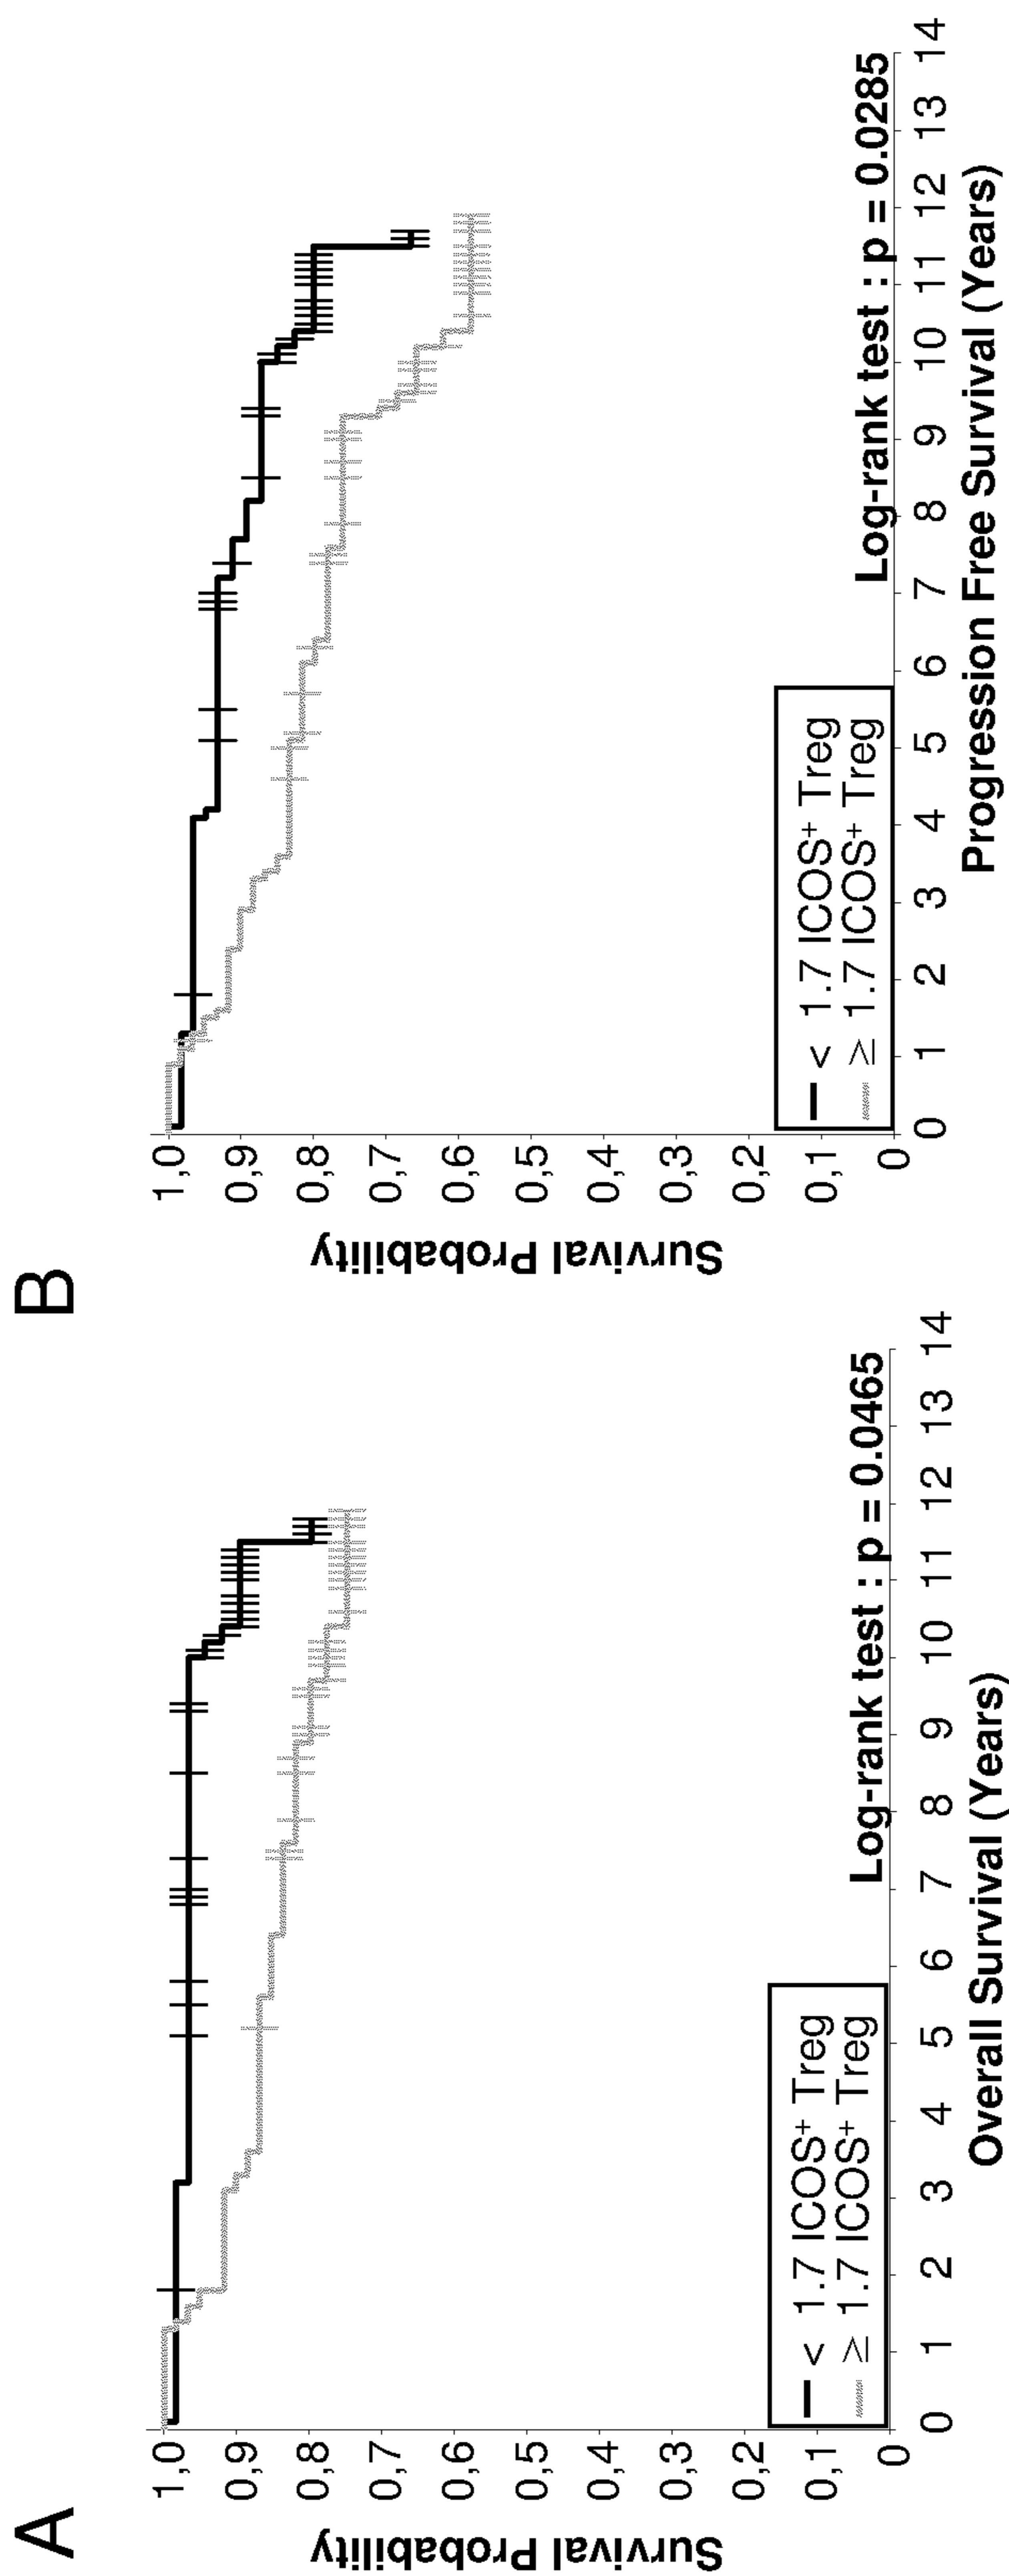 A
Survival Probability
1,0
0,9
0,8
0,7
0,6
0,5
0,4
0,3
0,2
0,1
0
< 1.7 ICOS+ Treg
≥ 1.7 ICOS+ Treg
Log-rank test : p = 0.0465
0 1 2 3 4 5 6 7 8 9 10 11 12 13 14
Overall Survival (Years)
B
Survival Probability
1,0
0,9
0,8
0,7
0,6
0,5
0,4
0,3
0,2
0,1
0
< 1.7 ICOS+ Treg
≥ 1.7 ICOS+ Treg
Log-rank test : p = 0.0285
0 1 2 3 4 5 6 7 8 9 10 11 12 13 14
Progression Free Survival (Years)